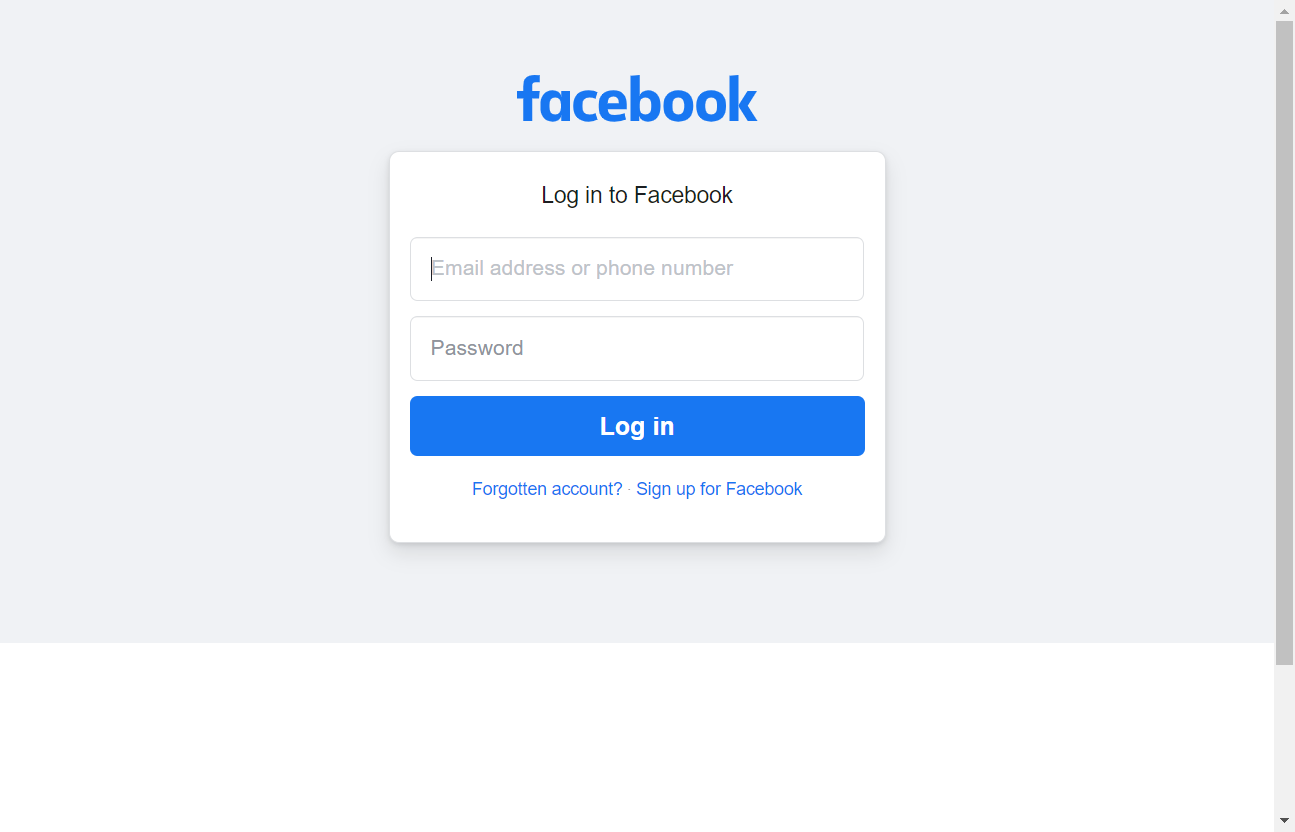 facebook
Log in to Facebook
Email address or phone number
Password
Log in
Forgotten account? · Sign up for Facebook